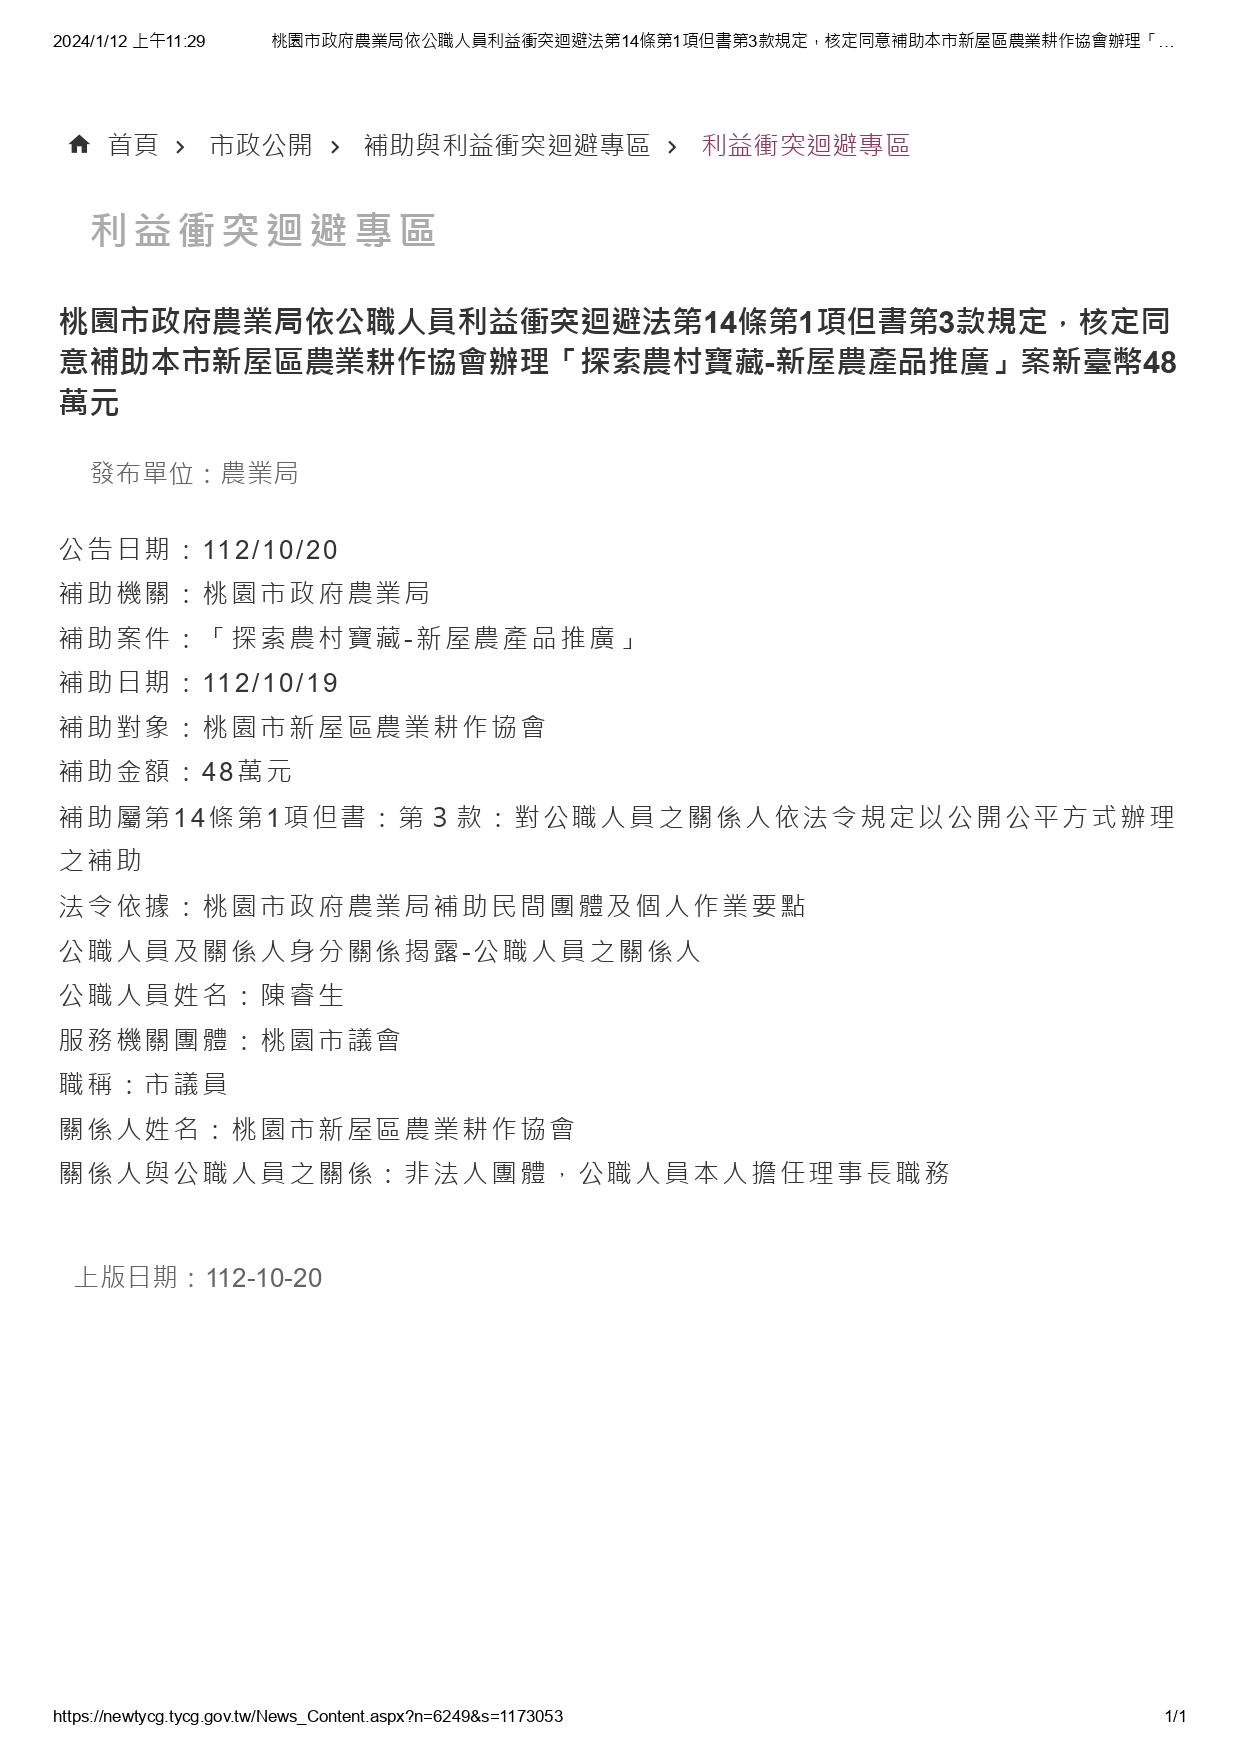 2024/1/12 上午11:29 桃園市政府農業局依公職人員利益衝突迴避法第14條第1項但書第3款規定，核定同意補助本市新屋區農業耕作協會辦理「…
首頁 › 市政公開 › 補助與利益衝突迴避專區 › 利益衝突迴避專區
利益衝突迴避專區
桃園市政府農業局依公職人員利益衝突迴避法第14條第1項但書第3款規定，核定同
意補助本市新屋區農業耕作協會辦理「探索農村寶藏-新屋農產品推廣」案新臺幣48
萬元
發布單位：農業局
公告日期：112/10/20
補助機關：桃園市政府農業局
補助案件：「探索農村寶藏-新屋農產品推廣」
補助日期：112/10/19
補助對象：桃園市新屋區農業耕作協會
補助金額：48萬元
補助屬第14條第1項但書：第３款：對公職人員之關係人依法令規定以公開公平方式辦理
之補助
法令依據：桃園市政府農業局補助民間團體及個人作業要點
公職人員及關係人身分關係揭露-公職人員之關係人
公職人員姓名：陳睿生
服務機關團體：桃園市議會
職稱：市議員
關係人姓名：桃園市新屋區農業耕作協會
關係人與公職人員之關係：非法人團體，公職人員本人擔任理事長職務
上版日期：112-10-20
https://newtycg.tycg.gov.tw/News_Content.aspx?n=6249&s=1173053 1/1